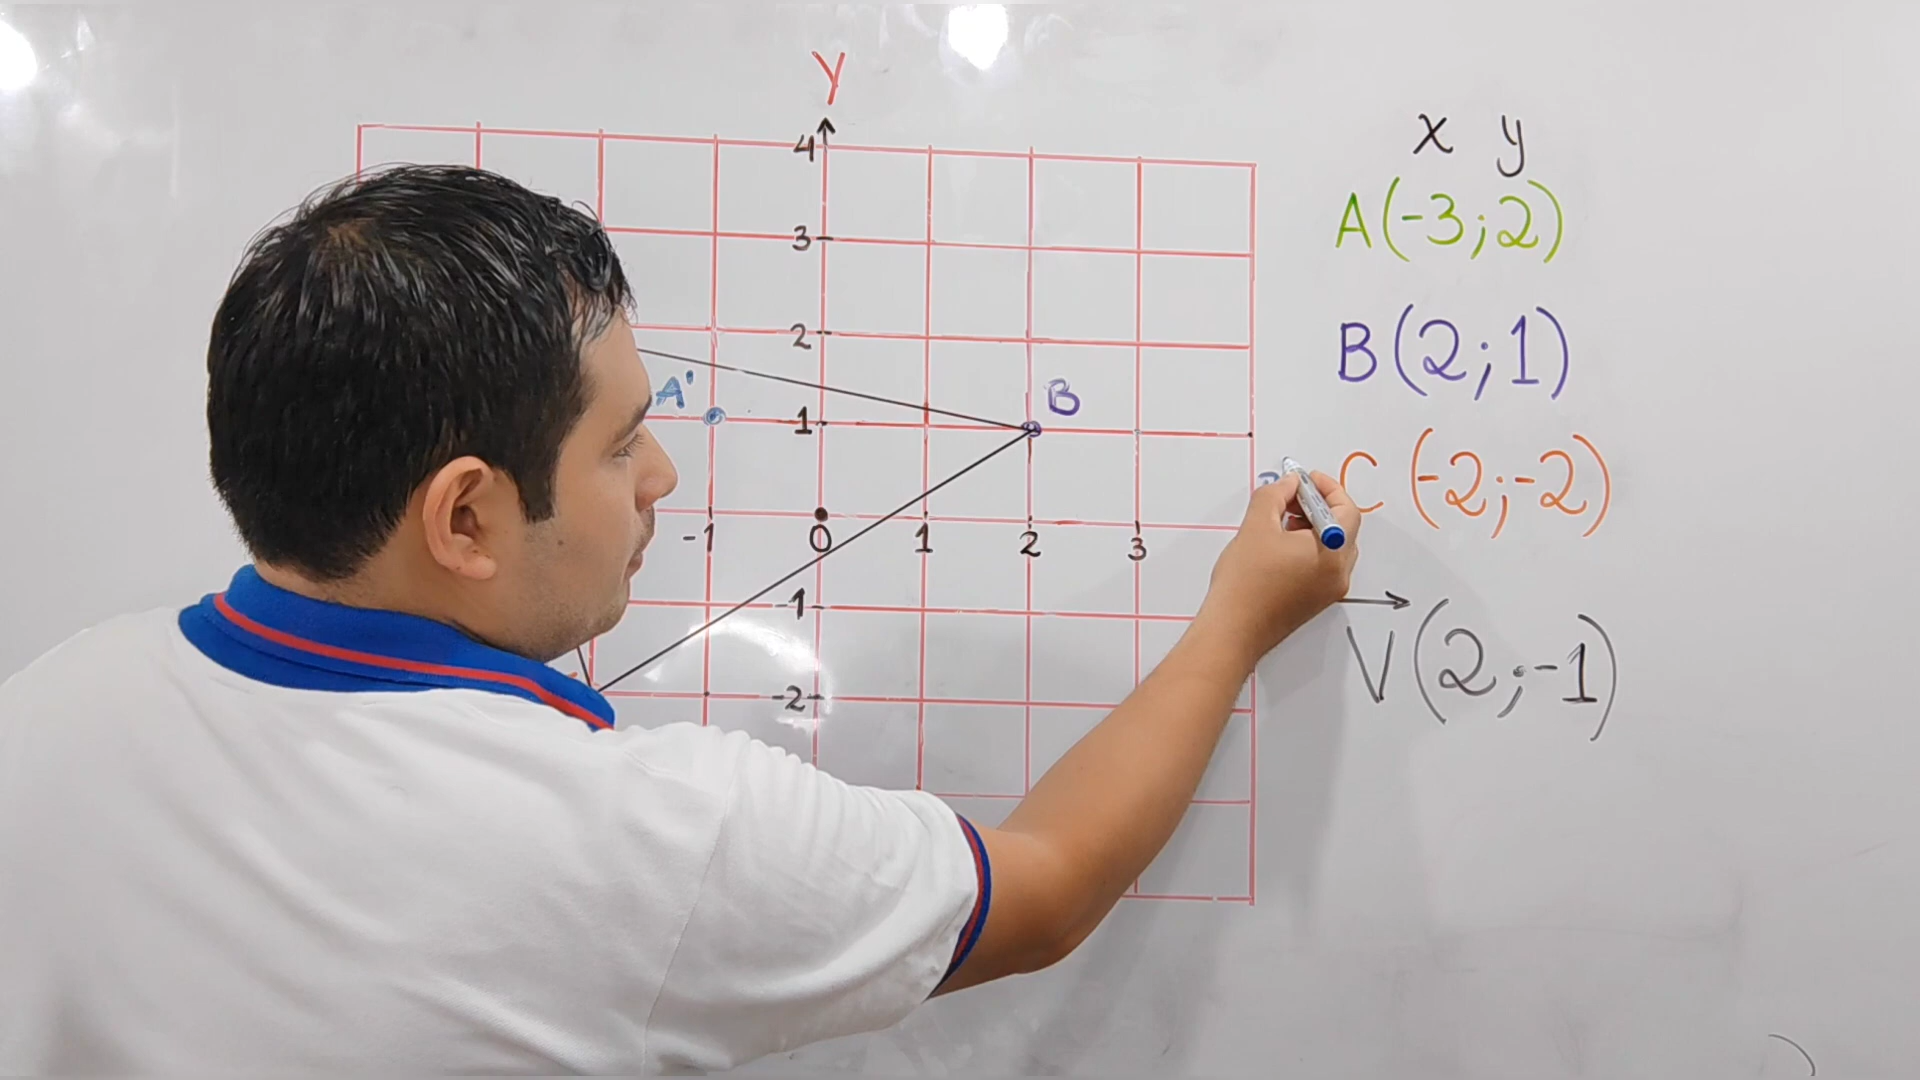 Y
x y
4
A(-3;2)
3
2
B(2;1)
A'
B
1
C(-2;-2)
-1 0 1 2 3
-1
V(2;-1)
-2